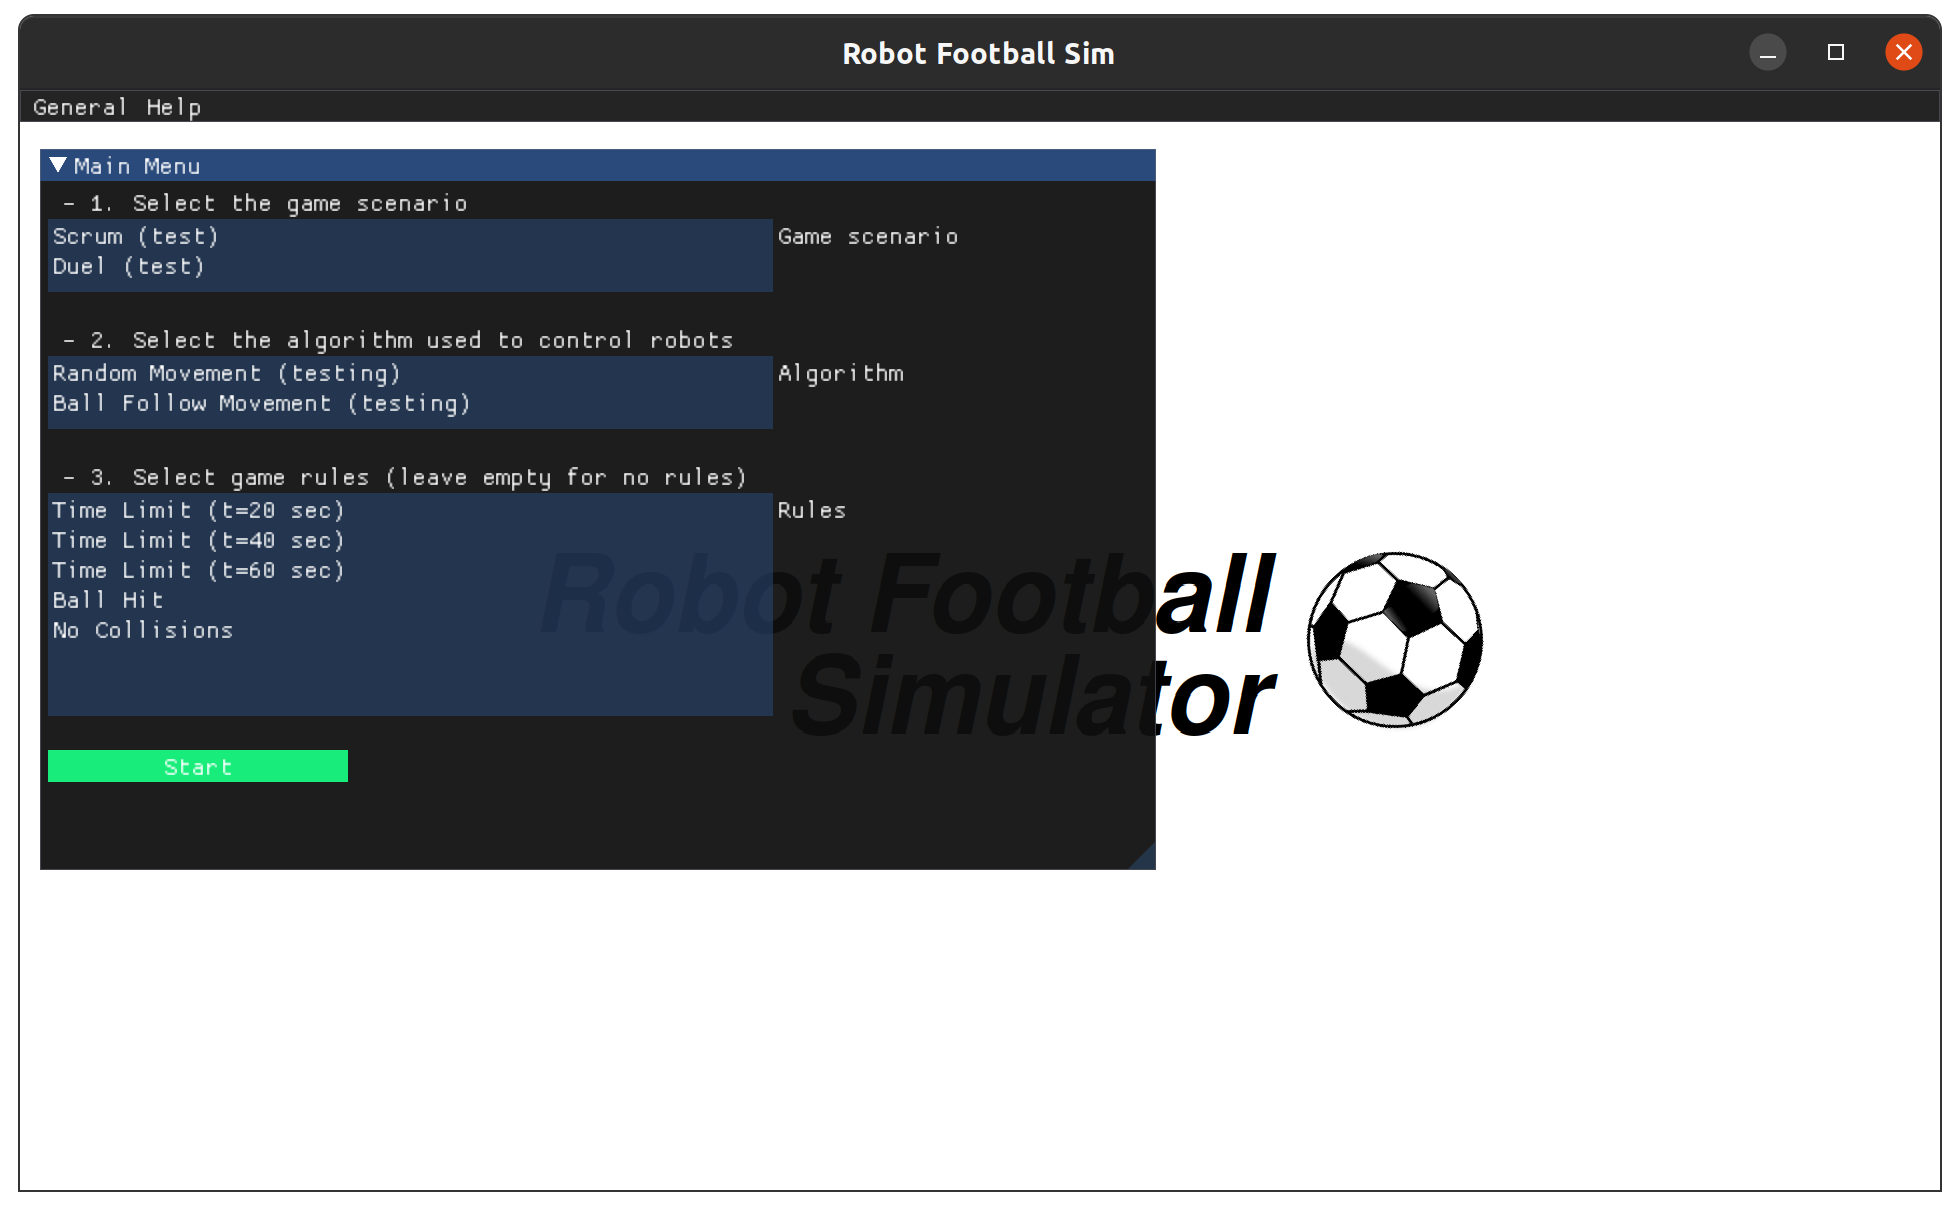 Robot Football Sim
General Help
Main Menu
- 1. Select the game scenario
Scrum (test)
Game scenario
Duel (test)
- 2. Select the algorithm used to control robots
Random Movement (testing)
Algorithm
Ball Follow Movement (testing)
- 3. Select game rules (leave empty for no rules)
Time Limit (t=20 sec)
Rules
Time Limit (t=40 sec)
Time Limit (t=60 sec)
Ball Hit
No Collisions
Robot Football
Simulator
Start